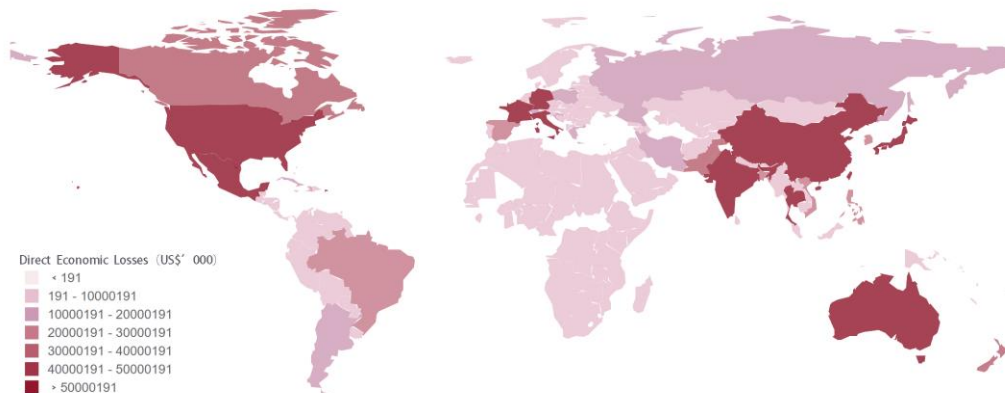 Direct Economic Losses (US$' 000)
< 191
191 - 10000191
10000191 - 20000191
20000191 - 30000191
30000191 - 40000191
40000191 - 50000191
> 50000191